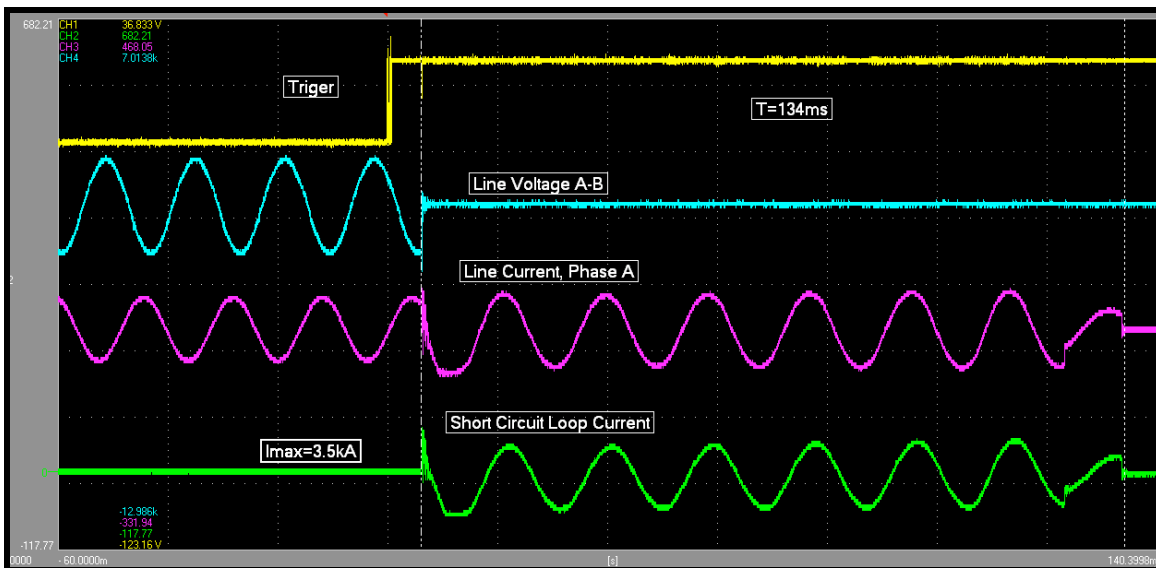 682.21
CH1 36.833 V
CH2 682.21
CH3 468.05
CH4 7.0138k
Triger
T=134ms
Line Voltage A-B
Line Current, Phase A
2
Short Circuit Loop Current
Imax=3.5kA
0
-12.986k
-331.94
-117.77
-123.16 V
-117.77
0000 -60.0000m [s] 140.3998m